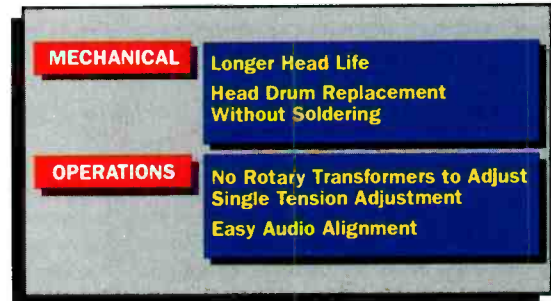 MECHANICAL
Longer Head Life
Head Drum Replacement
Without Soldering
OPERATIONS
No Rotary Transformers to Adjust
Single Tension Adjustment
Easy Audio Alignment